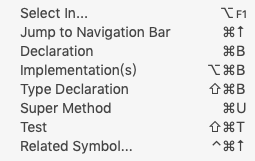 Select In... ⌥F1
Jump to Navigation Bar ⌘↑
Declaration ⌘B
Implementation(s) ⌥⌘B
Type Declaration ⇧⌘B
Super Method ⌘U
Test ⇧⌘T
Related Symbol... ^⌘↑